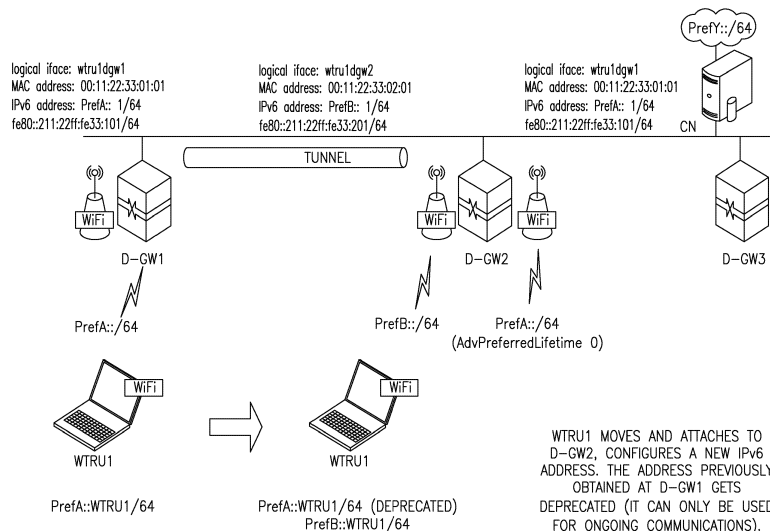 PrefY::/64
logical iface: wtru1dgw1
MAC address: 00:11:22:33:01:01
IPv6 address: PrefA:: 1/64
fe80::211:22ff:fe33:101/64
logical iface: wtru1dgw2
MAC address: 00:11:22:33:02:01
IPv6 address: PrefB:: 1/64
fe80::211:22ff:fe33:201/64
logical iface: wtru1dgw1
MAC address: 00:11:22:33:01:01
IPv6 address: PrefA:: 1/64
fe80::211:22ff:fe33:101/64
CN
TUNNEL
WiFi
WiFi
WiFi
D-GW1
D-GW2
D-GW3
PrefA::/64
PrefB::/64
PrefA::/64
(AdvPreferredLifetime 0)
WiFi
WiFi
WTRU1
WTRU1
PrefA::WTRU1/64
PrefA::WTRU1/64 (DEPRECATED)
PrefB::WTRU1/64
WTRU1 MOVES AND ATTACHES TO
D-GW2, CONFIGURES A NEW IPv6
ADDRESS. THE ADDRESS PREVIOUSLY
OBTAINED AT D-GW1 GETS
DEPRECATED (IT CAN ONLY BE USED
FOR ONGOING COMMUNICATIONS).